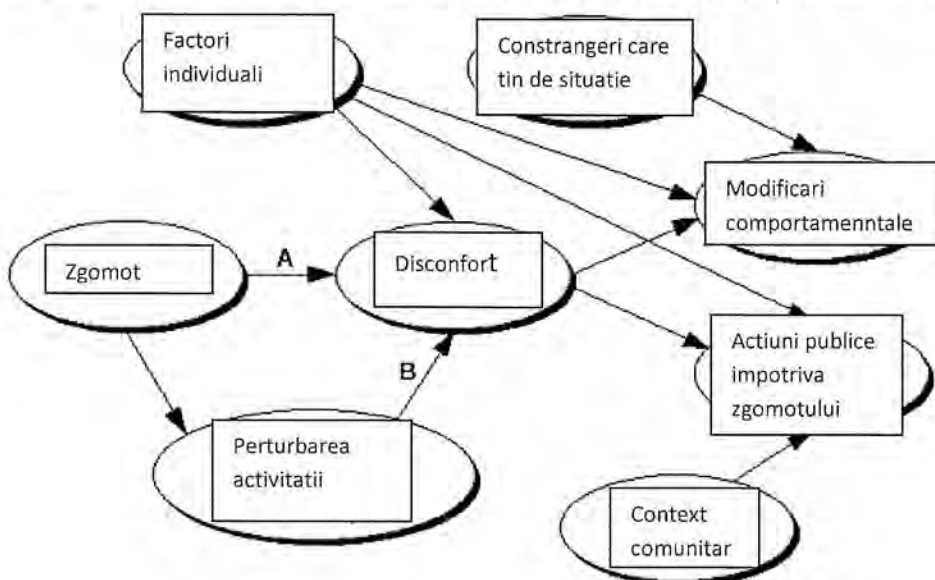 Factori
individuali
Constrangeri care
tin de situatie
Modificari
comportamenntale
Zgomot
A
Disconfort
B
Actiuni publice
impotriva
zgomotului
Perturbarea
activitatii
Context
comunitar